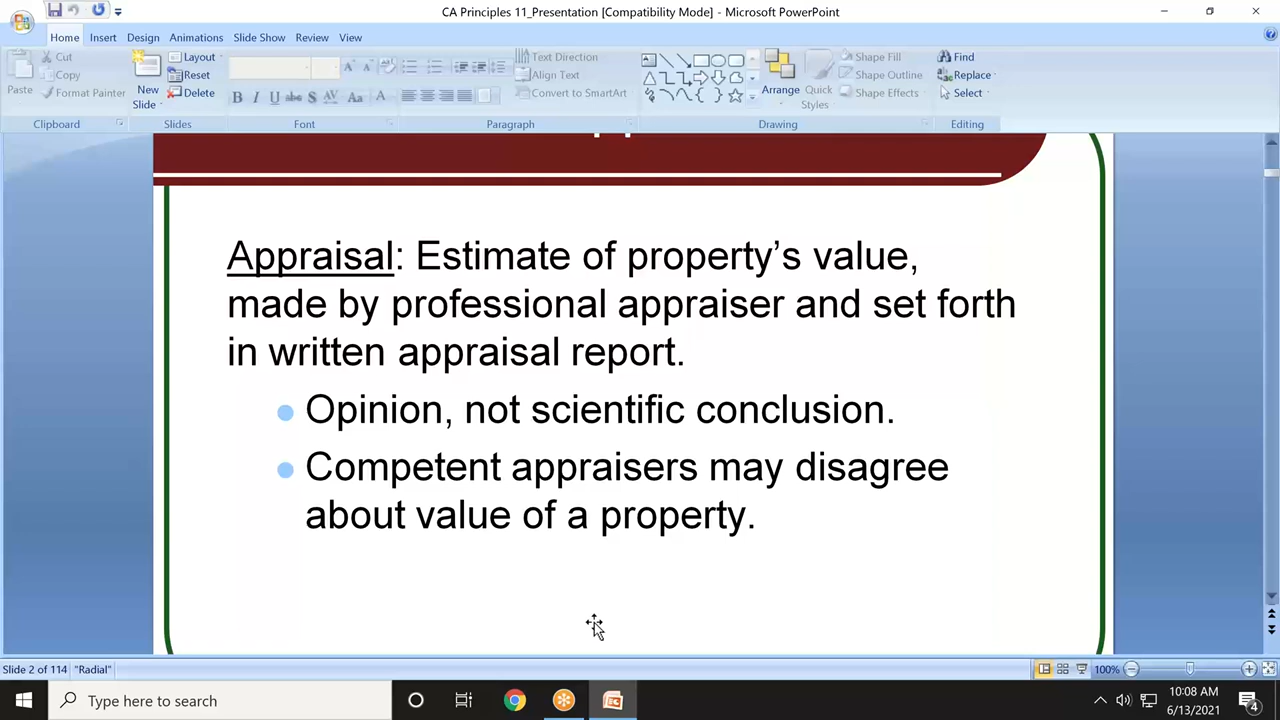 CA Principles 11_Presentation [Compatibility Mode] - Microsoft PowerPoint
Home Insert Design Animations Slide Show Review View
Cut
Copy
Format Painter
Paste
Clipboard
New
Slide
Layout
Reset
Delete
Slides
B I U abc S AV Aa A
Font
Text Direction
Align Text
Convert to SmartArt
Paragraph
Arrange
Quick
Styles
Shape Fill
Shape Outline
Shape Effects
Drawing
Find
Replace
Select
Editing
Appraisal: Estimate of property’s value,
made by professional appraiser and set forth
in written appraisal report.
Opinion, not scientific conclusion.
Competent appraisers may disagree
about value of a property.
Slide 2 of 114 "Radial" 100%
Type here to search
10:08 AM
6/13/2021
4